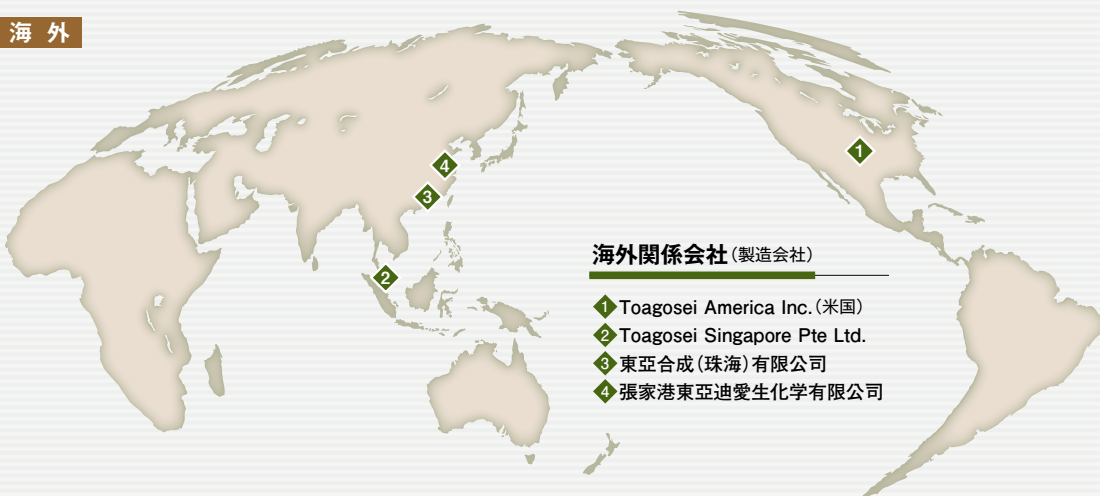 海外
4
1
3
2
海外関係会社(製造会社)
1 Toagosei America Inc.(米国)
2 Toagosei Singapore Pte Ltd.
3 東亞合成(珠海)有限公司
4 張家港東亞迪愛生化学有限公司